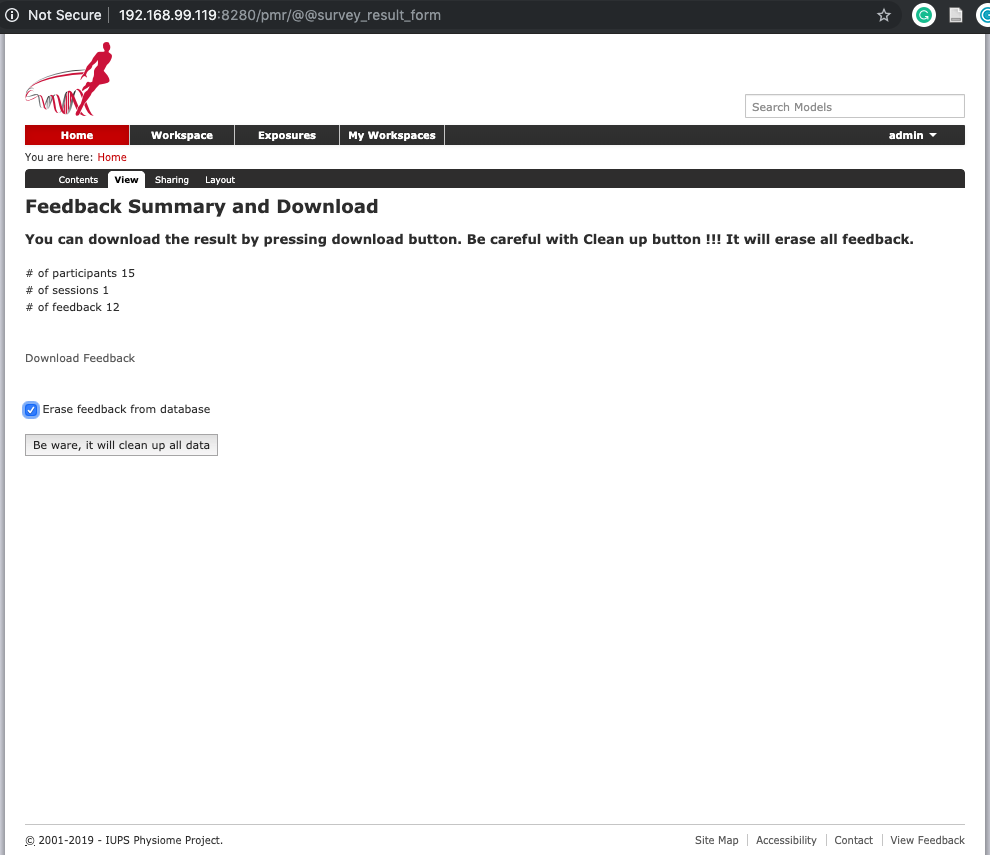 Not Secure 192.168.99.119:8280/pmr/@@survey_result_form
Search Models
Home Workspace Exposures My Workspaces admin
You are here: Home
Contents View Sharing Layout
Feedback Summary and Download
You can download the result by pressing download button. Be careful with Clean up button !!! It will erase all feedback.
# of participants 15
# of sessions 1
# of feedback 12
Download Feedback
Erase feedback from database
Be ware, it will clean up all data
© 2001-2019 - IUPS Physiome Project. Site Map Accessibility Contact View Feedback